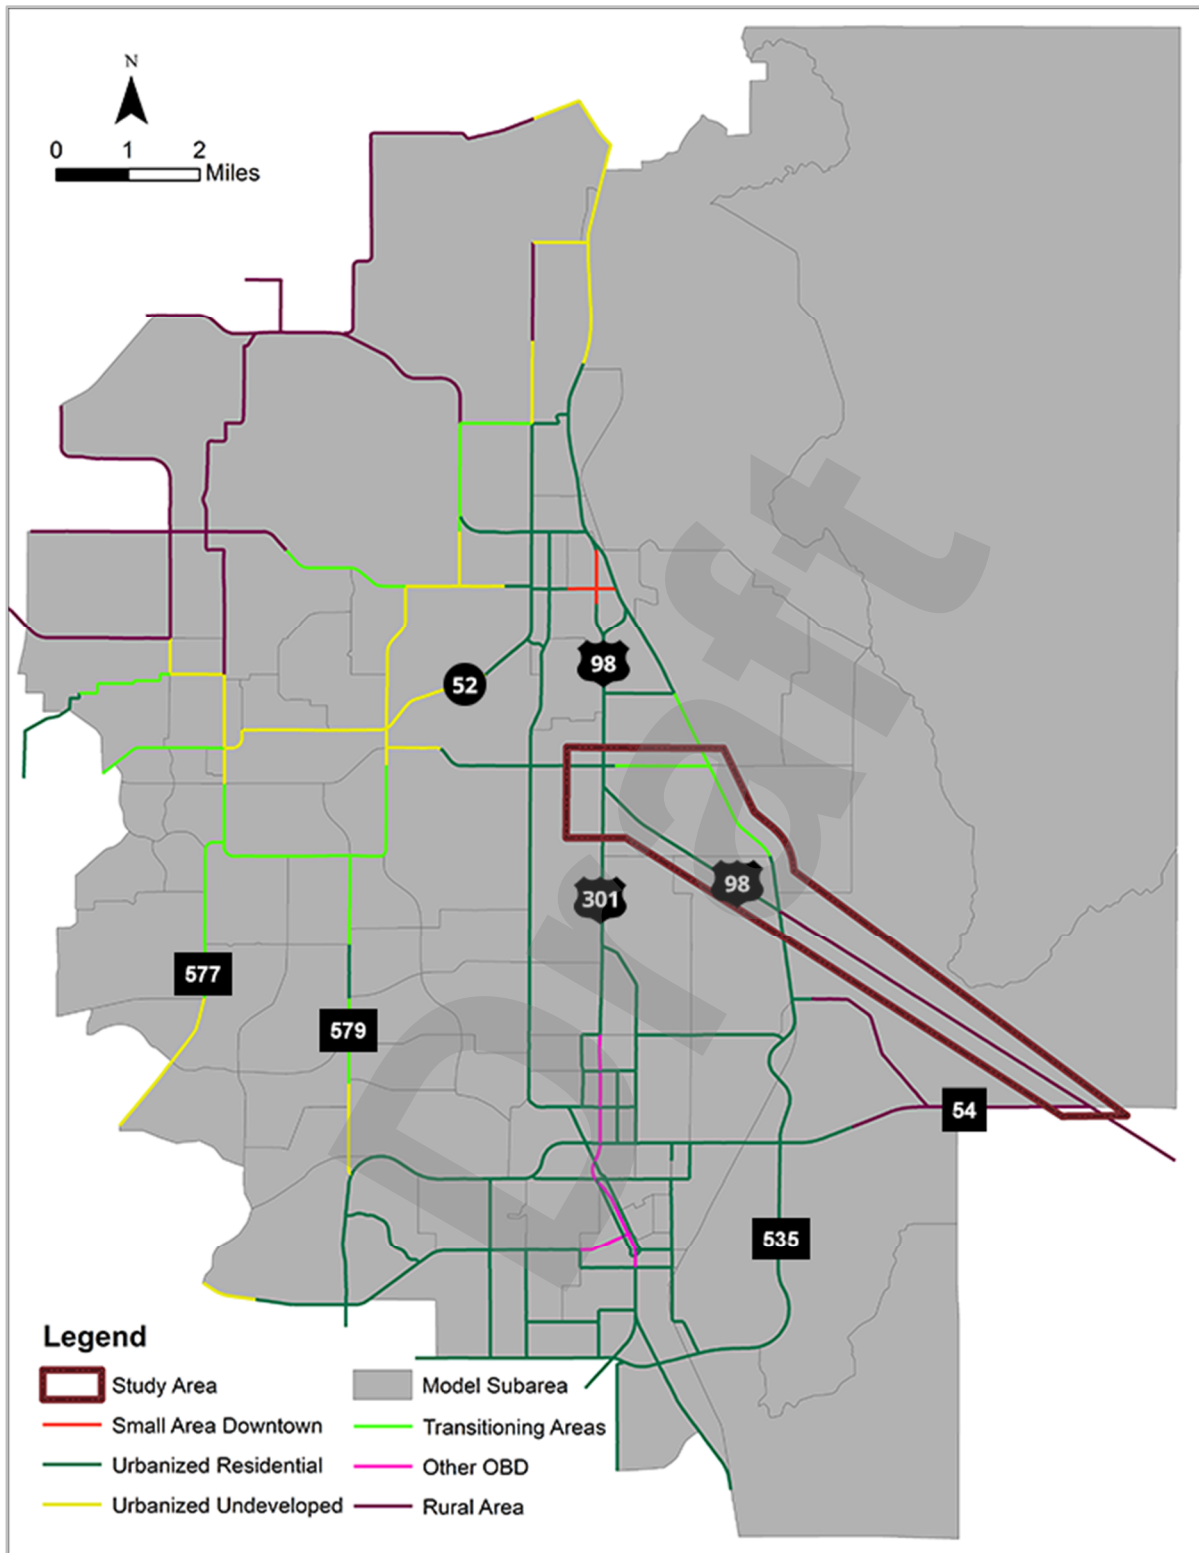 N
0 1 2
Miles
52
98
98
301
577
579
54
535
Draft
Legend
Study Area
Model Subarea
Small Area Downtown
Transitioning Areas
Urbanized Residential
Other OBD
Urbanized Undeveloped
Rural Area